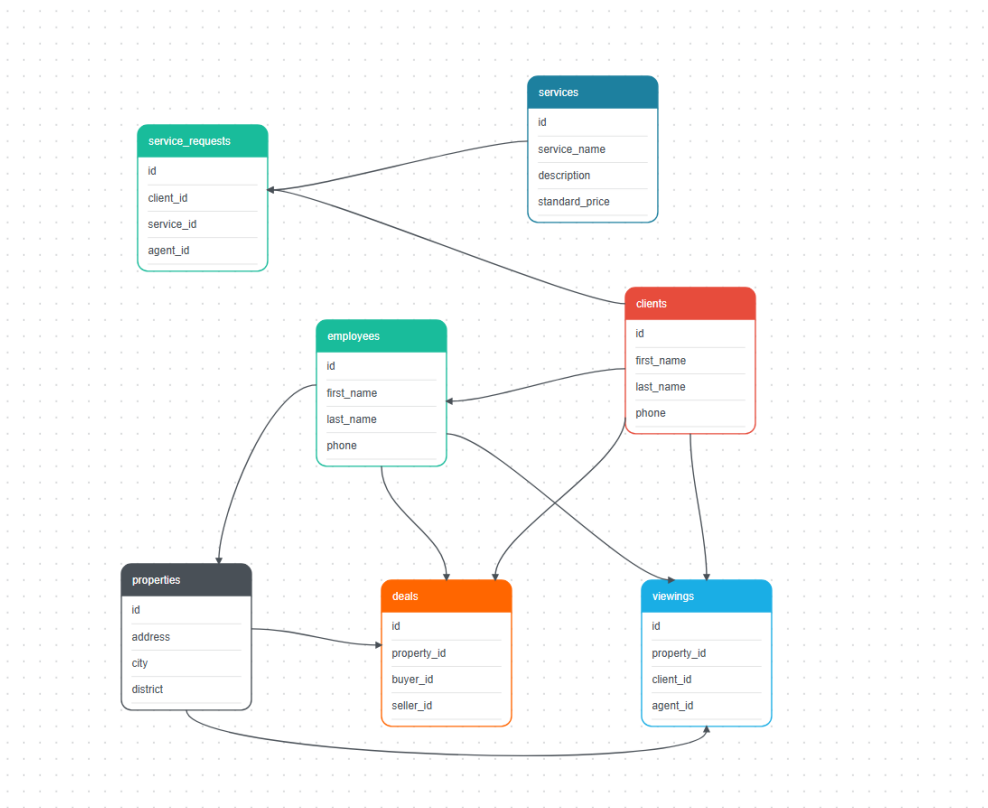 services
id
service_name
description
standard_price
service_requests
id
client_id
service_id
agent_id
clients
id
first_name
last_name
phone
employees
id
first_name
last_name
phone
properties
id
address
city
district
deals
id
property_id
buyer_id
seller_id
viewings
id
property_id
client_id
agent_id